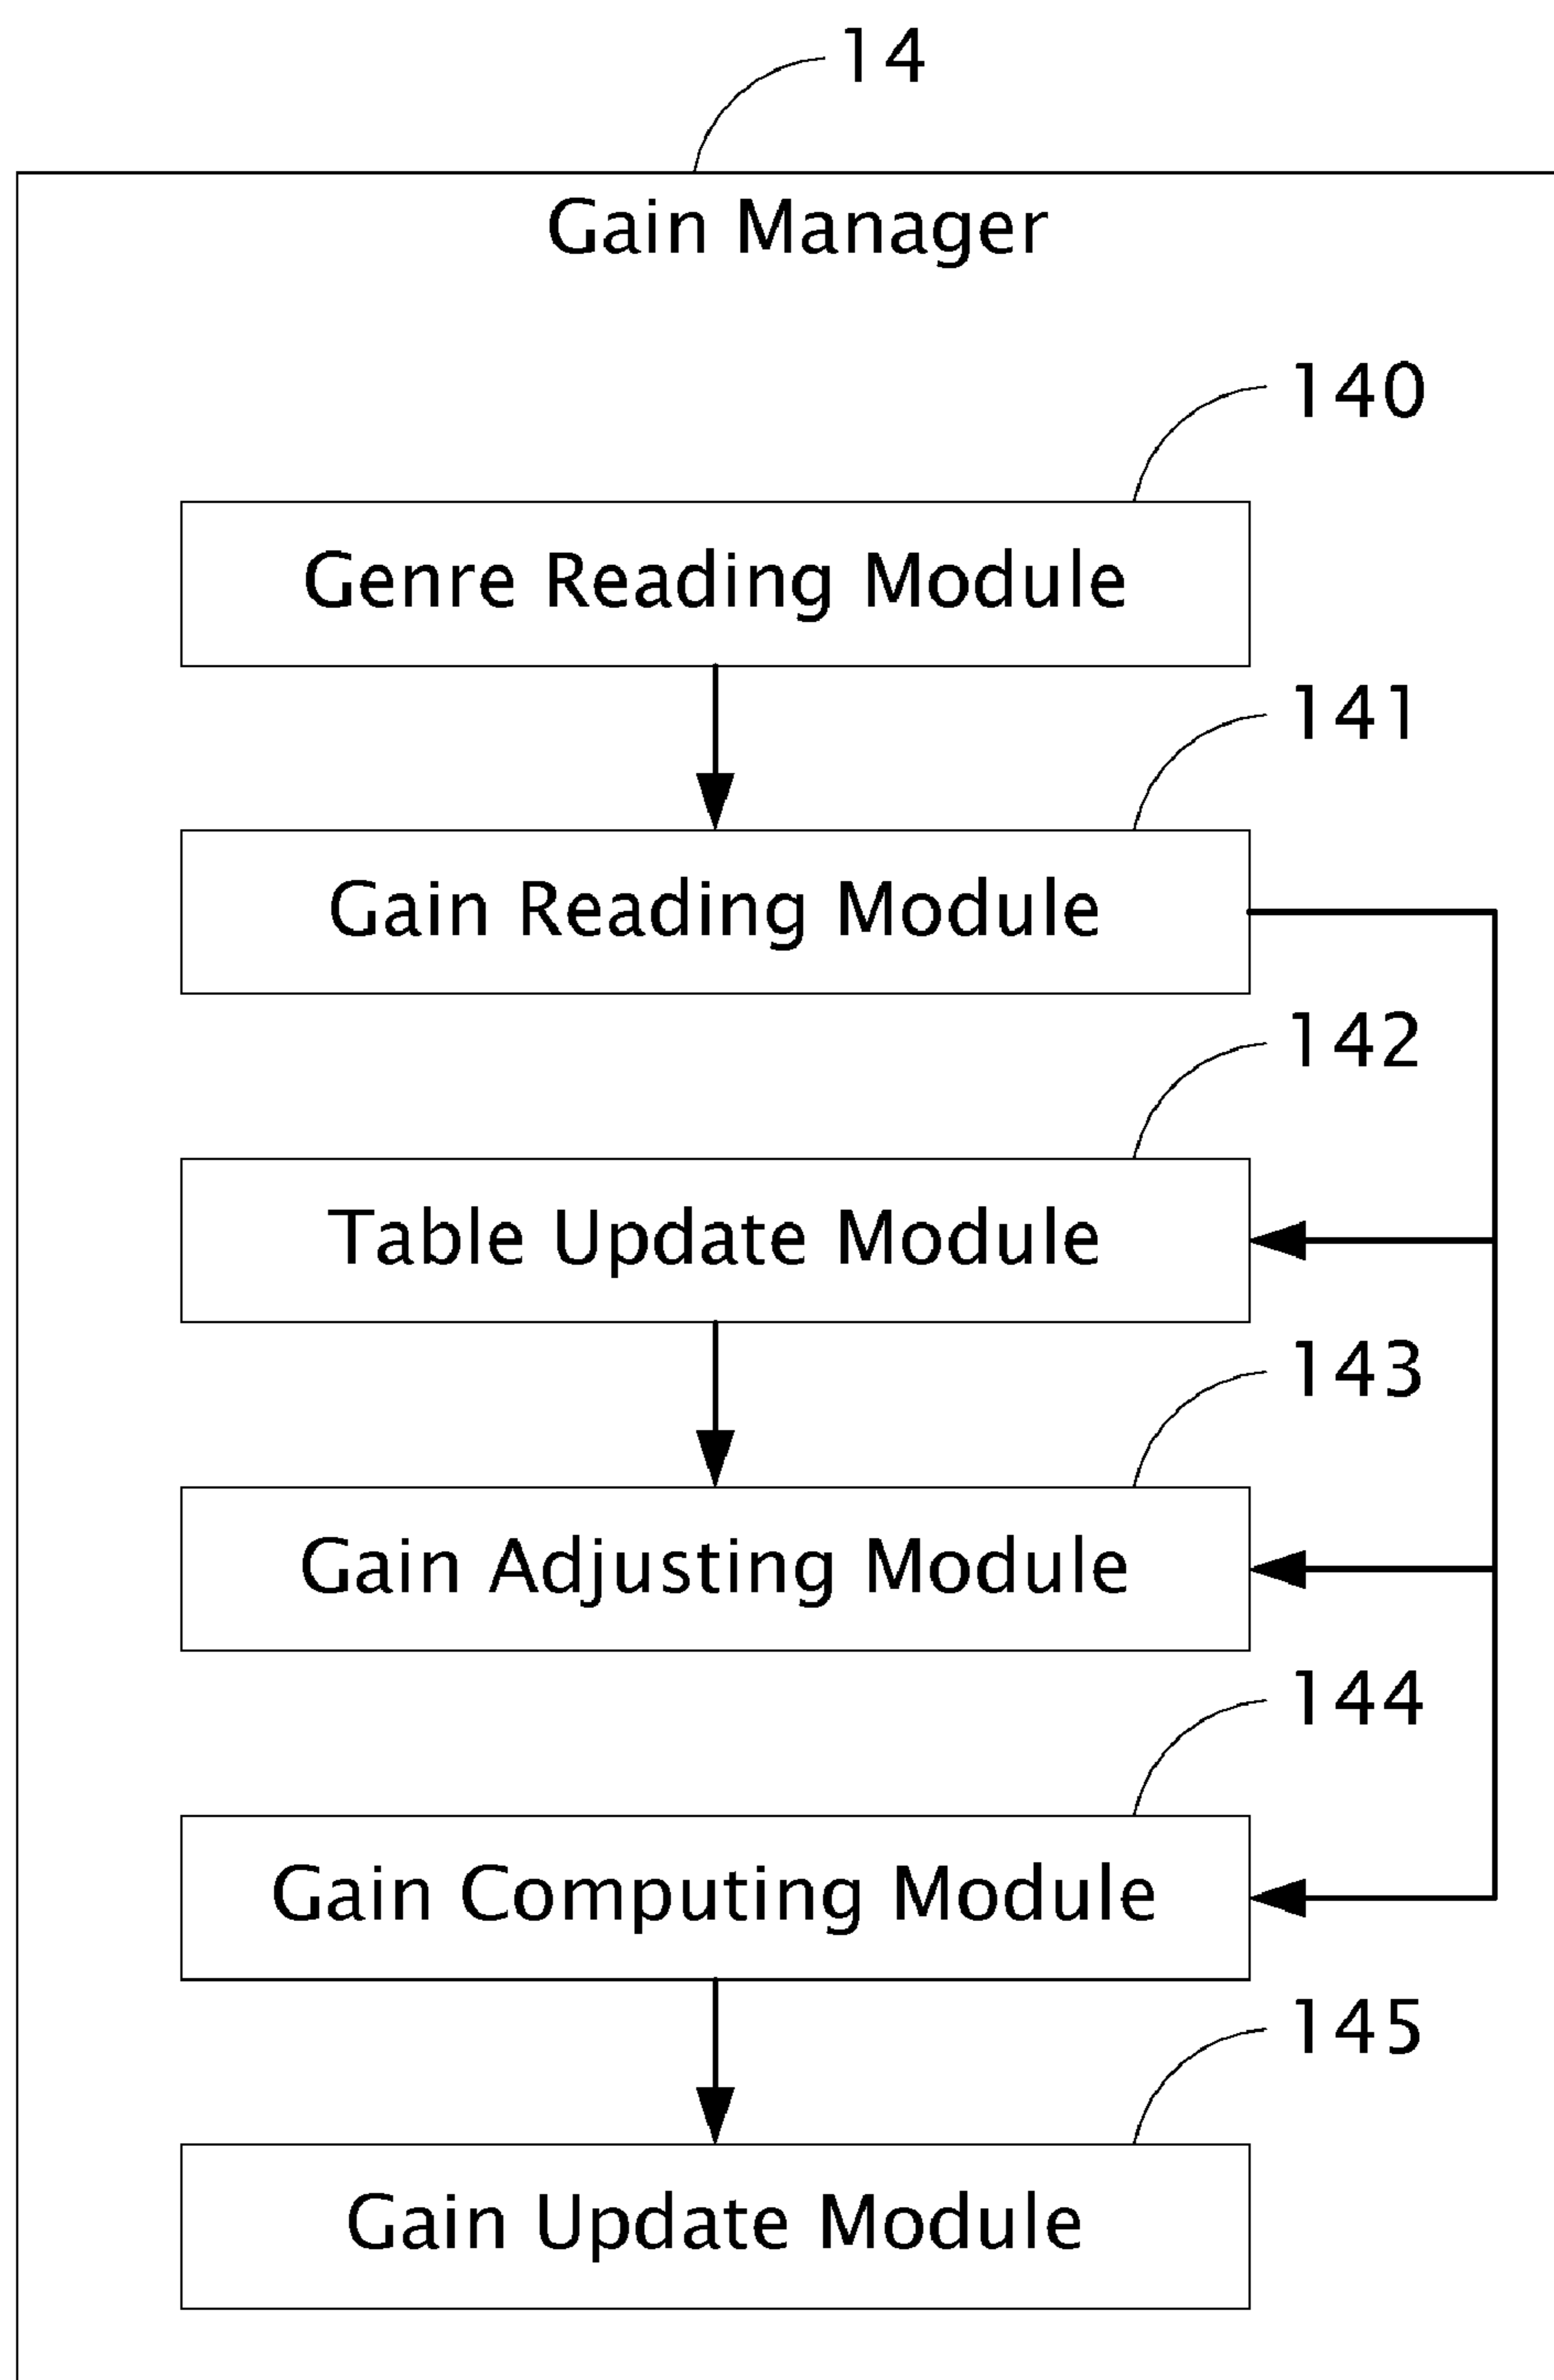 14
Gain Manager
140
Genre Reading Module
141
Gain Reading Module
142
Table Update Module
143
Gain Adjusting Module
144
Gain Computing Module
145
Gain Update Module